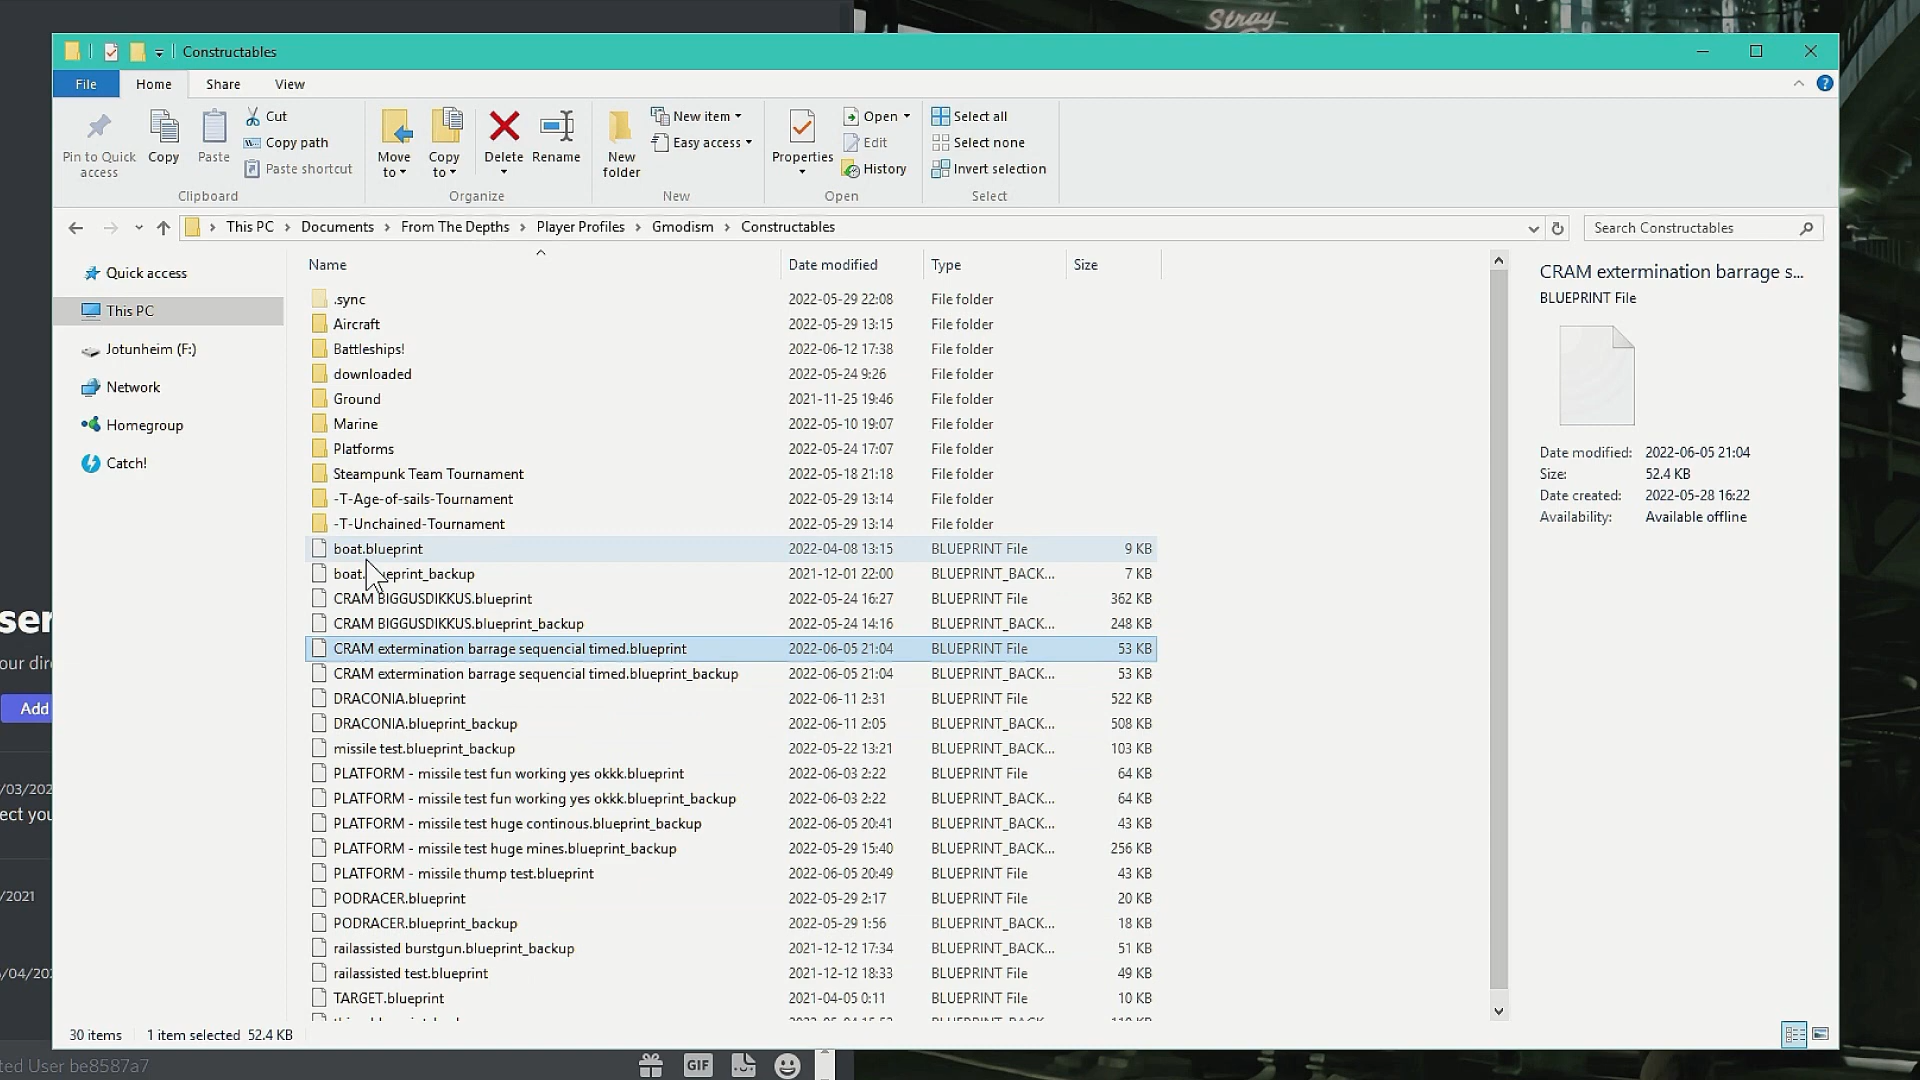 Stray
Constructables
File
Home
Share
View
Pin to Quick access
Copy
Paste
Cut
Copy path
Paste shortcut
Clipboard
Move to
Copy to
Delete
Rename
Organize
New folder
New item
Easy access
New
Properties
Open
Edit
History
Open
Select all
Select none
Invert selection
Select
This PC > Documents > From The Depths > Player Profiles > Gmodism > Constructables
Search Constructables
Quick access
This PC
Jotunheim (F:)
Network
Homegroup
Catch!
Name Date modified Type Size
.sync 2022-05-29 22:08 File folder
Aircraft 2022-05-29 13:15 File folder
Battleships! 2022-06-12 17:38 File folder
downloaded 2022-05-24 9:26 File folder
Ground 2021-11-25 19:46 File folder
Marine 2022-05-10 19:07 File folder
Platforms 2022-05-24 17:07 File folder
Steampunk Team Tournament 2022-05-18 21:18 File folder
-T-Age-of-sails-Tournament 2022-05-29 13:14 File folder
-T-Unchained-Tournament 2022-05-29 13:14 File folder
boat.blueprint 2022-04-08 13:15 BLUEPRINT File 9 KB
boat.blueprint_backup 2021-12-01 22:00 BLUEPRINT_BACK... 7 KB
CRAM BIGGUSDIKKUS.blueprint 2022-05-24 16:27 BLUEPRINT File 362 KB
CRAM BIGGUSDIKKUS.blueprint_backup 2022-05-24 14:16 BLUEPRINT_BACK... 248 KB
CRAM extermination barrage sequencial timed.blueprint 2022-06-05 21:04 BLUEPRINT File 53 KB
CRAM extermination barrage sequencial timed.blueprint_backup 2022-06-05 21:04 BLUEPRINT_BACK... 53 KB
DRACONIA.blueprint 2022-06-11 2:31 BLUEPRINT File 522 KB
DRACONIA.blueprint_backup 2022-06-11 2:05 BLUEPRINT_BACK... 508 KB
missile test.blueprint_backup 2022-05-22 13:21 BLUEPRINT_BACK... 103 KB
PLATFORM - missile test fun working yes okkk.blueprint 2022-06-03 2:22 BLUEPRINT File 64 KB
PLATFORM - missile test fun working yes okkk.blueprint_backup 2022-06-03 2:22 BLUEPRINT_BACK... 64 KB
PLATFORM - missile test huge continous.blueprint_backup 2022-06-05 20:41 BLUEPRINT_BACK... 43 KB
PLATFORM - missile test huge mines.blueprint_backup 2022-05-29 15:40 BLUEPRINT_BACK... 256 KB
PLATFORM - missile thump test.blueprint 2022-06-05 20:49 BLUEPRINT File 43 KB
PODRACER.blueprint 2022-05-29 2:17 BLUEPRINT File 20 KB
PODRACER.blueprint_backup 2022-05-29 1:56 BLUEPRINT_BACK... 18 KB
railassisted burstgun.blueprint_backup 2021-12-12 17:34 BLUEPRINT_BACK... 51 KB
railassisted test.blueprint 2021-12-12 18:33 BLUEPRINT File 49 KB
TARGET.blueprint 2021-04-05 0:11 BLUEPRINT File 10 KB
CRAM extermination barrage s...
BLUEPRINT File
Date modified: 2022-06-05 21:04
Size: 52.4 KB
Date created: 2022-05-28 16:22
Availability: Available offline
30 items 1 item selected 52.4 KB
ser
our dire
Add
/03/202
ect you
/2021
/04/202
ted User be8587a7
GIF